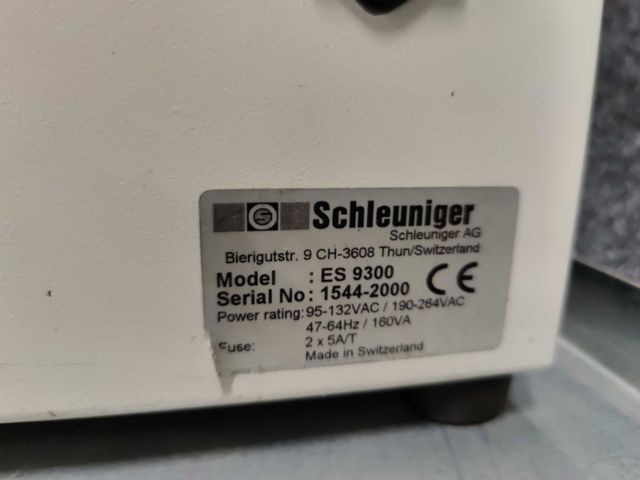 Schleuniger
Schleuniger AG
Bierigutstr. 9 CH-3608 Thun/Switzerland
Model : ES 9300
Serial No : 1544-2000
CE
Power rating: 95-132VAC / 190-264VAC
47-64Hz / 160VA
Fuse: 2 x 5A/T
Made in Switzerland